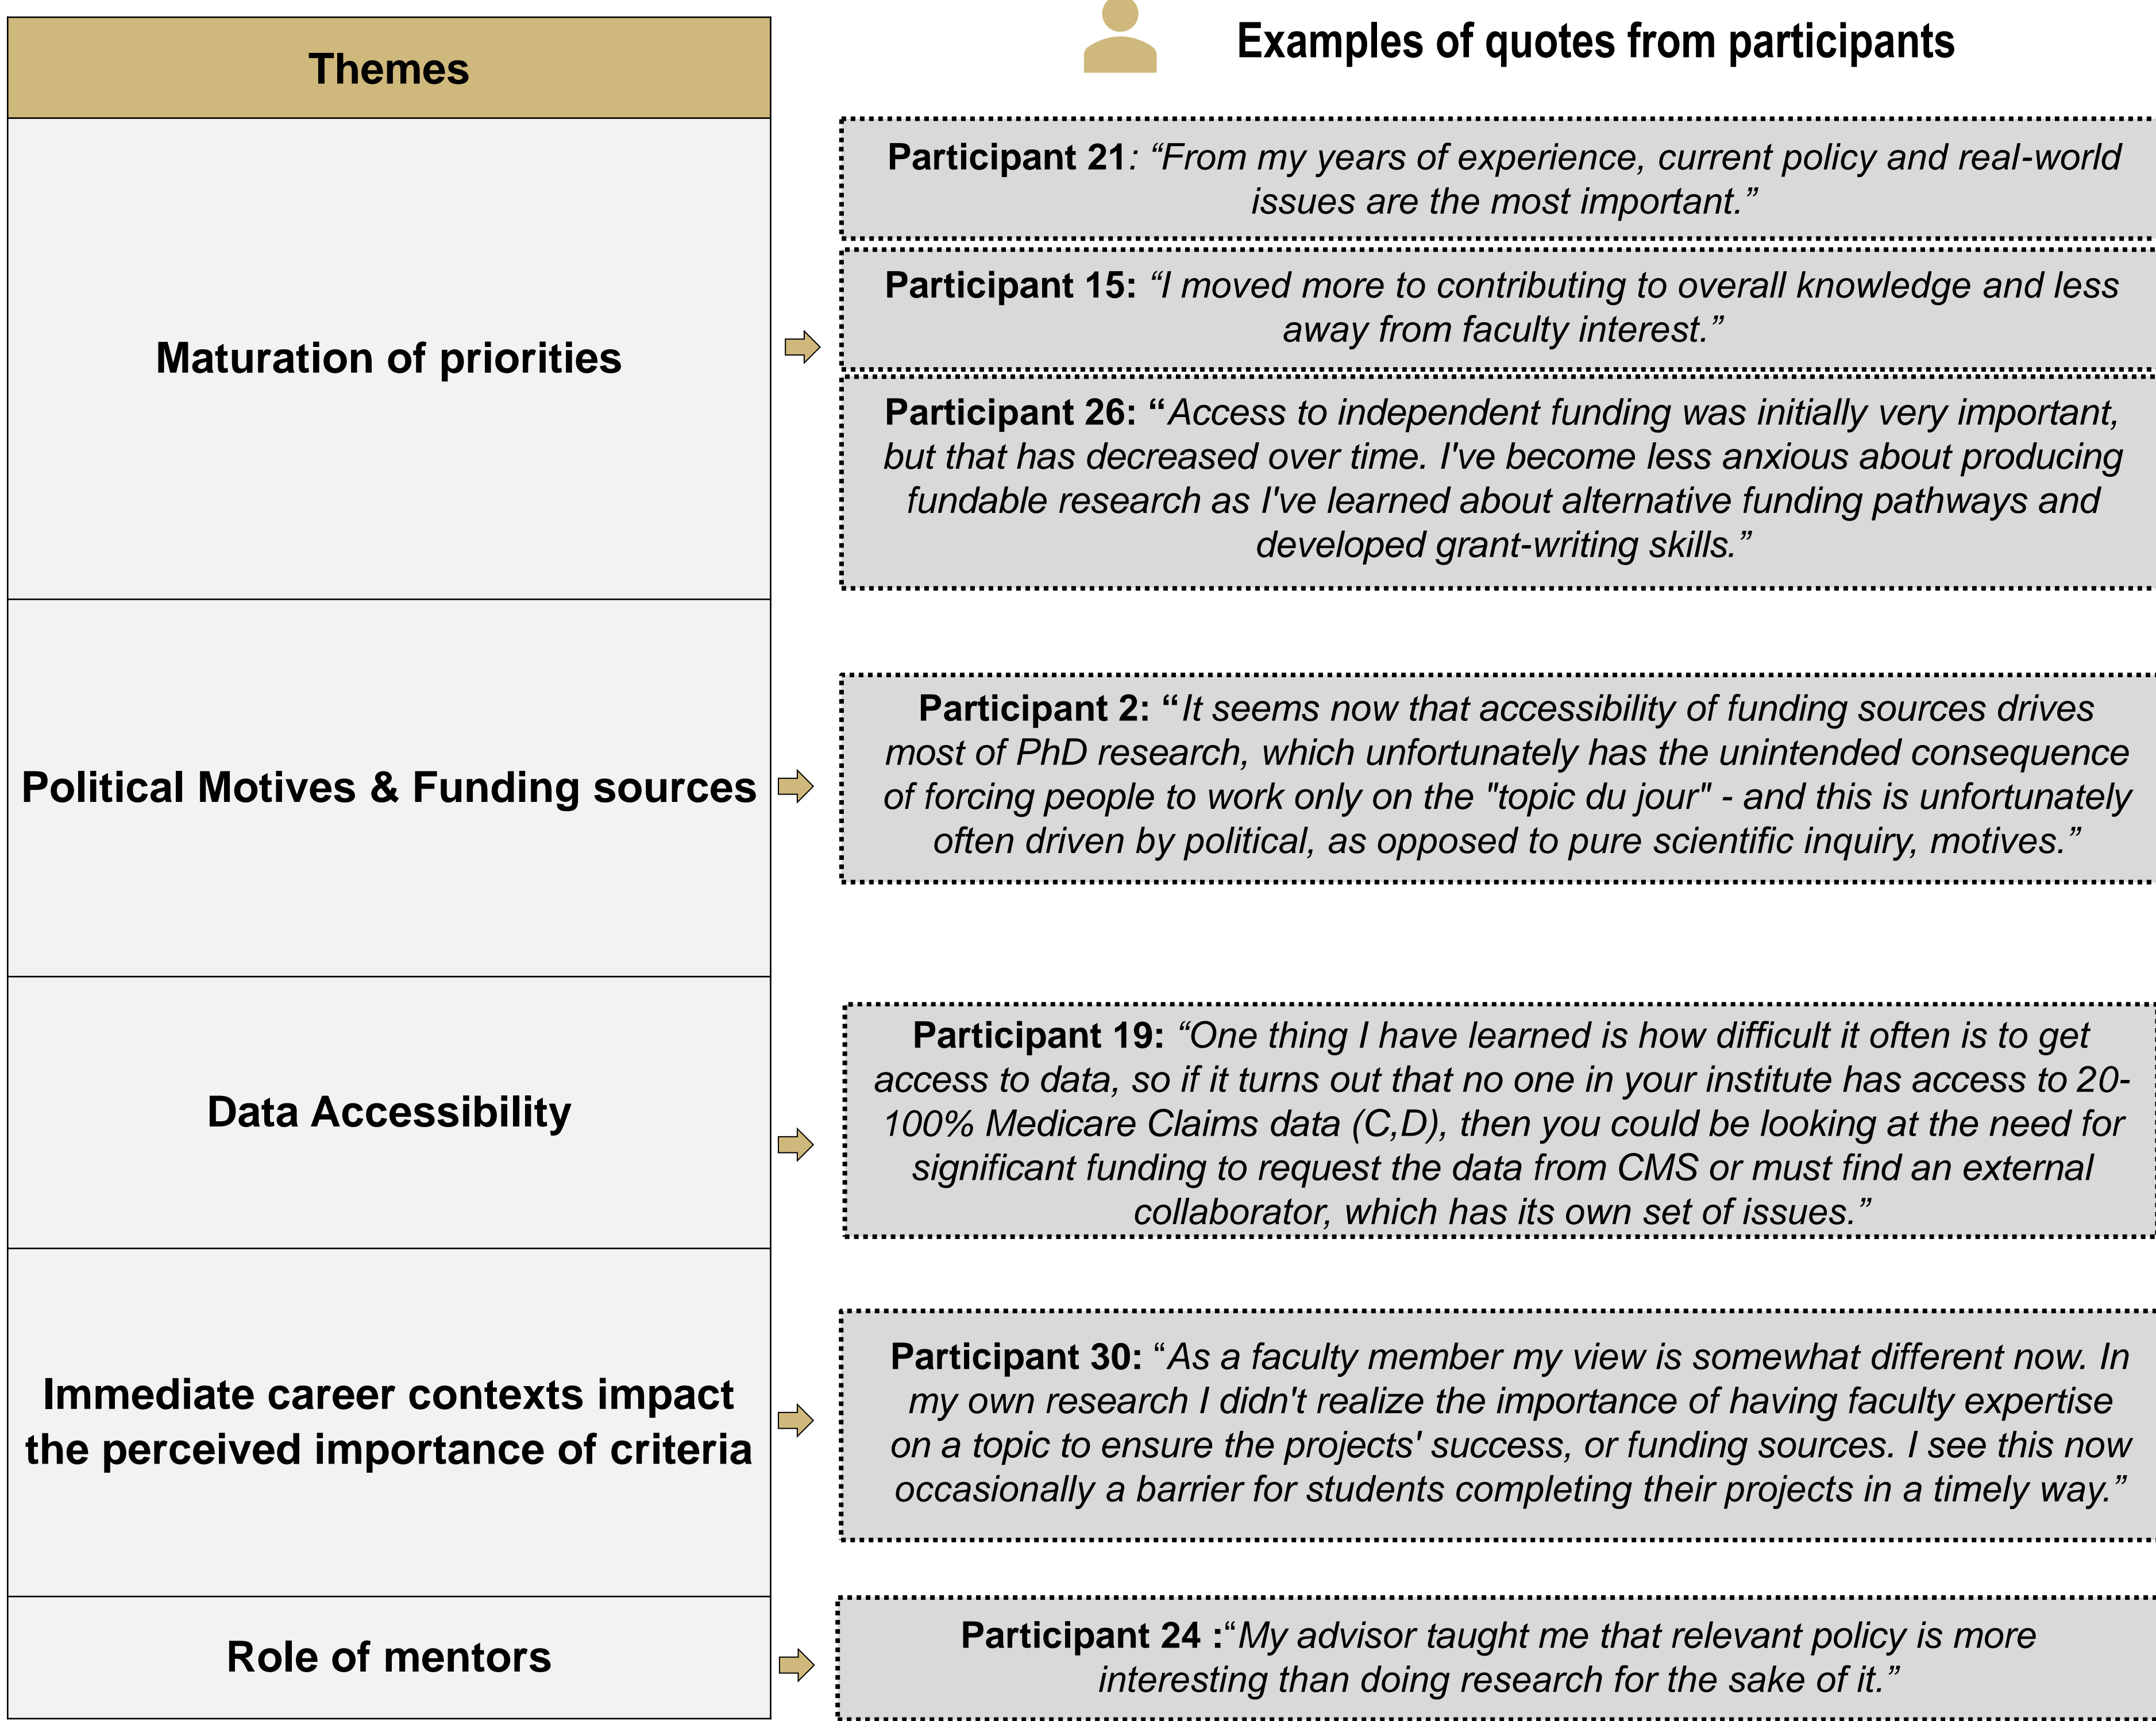 Themes
Examples of quotes from participants
Maturation of priorities
Participant 21: “From my years of experience, current policy and real-world
issues are the most important.”
Participant 15: “I moved more to contributing to overall knowledge and less
away from faculty interest.”
Participant 26: “Access to independent funding was initially very important,
but that has decreased over time. I've become less anxious about producing
fundable research as I've learned about alternative funding pathways and
developed grant-writing skills.”
Political Motives & Funding sources
Participant 2: “It seems now that accessibility of funding sources drives
most of PhD research, which unfortunately has the unintended consequence
of forcing people to work only on the "topic du jour" - and this is unfortunately
often driven by political, as opposed to pure scientific inquiry, motives.”
Data Accessibility
Participant 19: “One thing I have learned is how difficult it often is to get
access to data, so if it turns out that no one in your institute has access to 20-
100% Medicare Claims data (C,D), then you could be looking at the need for
significant funding to request the data from CMS or must find an external
collaborator, which has its own set of issues.”
Immediate career contexts impact
the perceived importance of criteria
Participant 30: “As a faculty member my view is somewhat different now. In
my own research I didn't realize the importance of having faculty expertise
on a topic to ensure the projects' success, or funding sources. I see this now
occasionally a barrier for students completing their projects in a timely way.”
Role of mentors
Participant 24 :“My advisor taught me that relevant policy is more
interesting than doing research for the sake of it.”